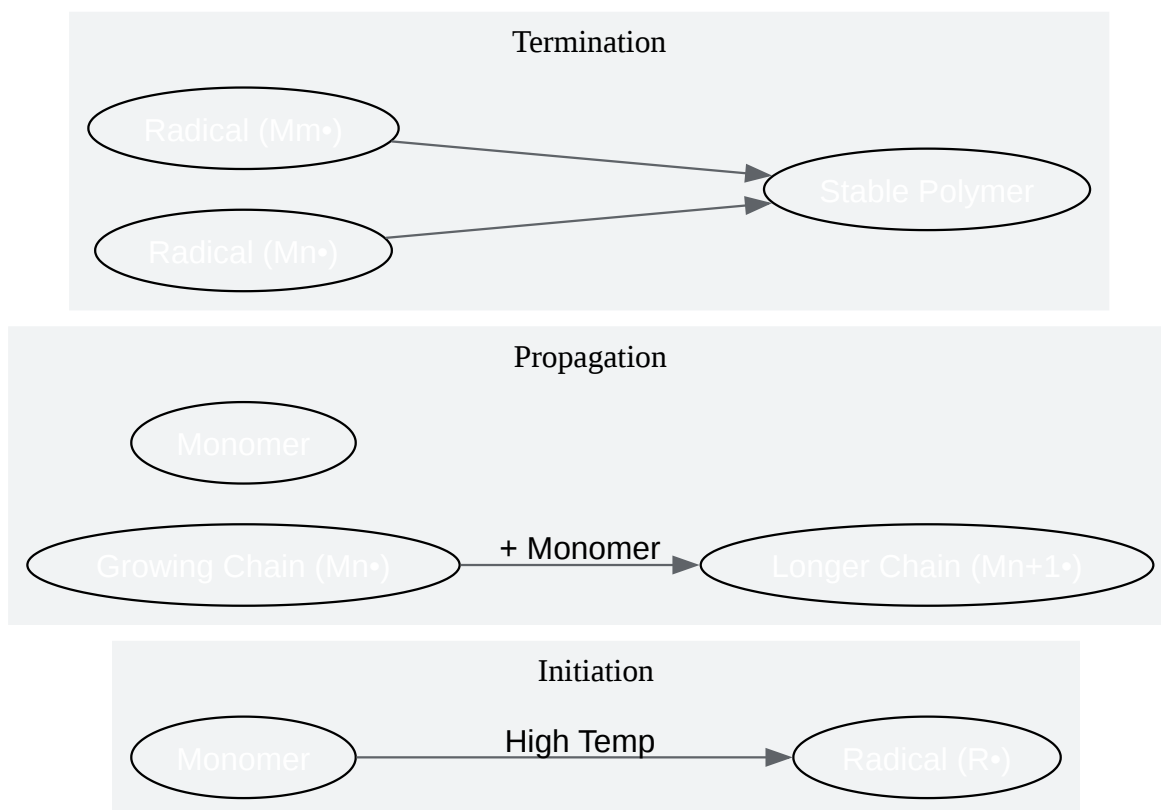 Termination
Radical (Mm•)
Stable Polymer
Radical (Mn•)
Propagation
Monomer
Growing Chain (Mn•)
+ Monomer
Longer Chain (Mn+1•)
Initiation
Monomer
High Temp
Radical (R•)